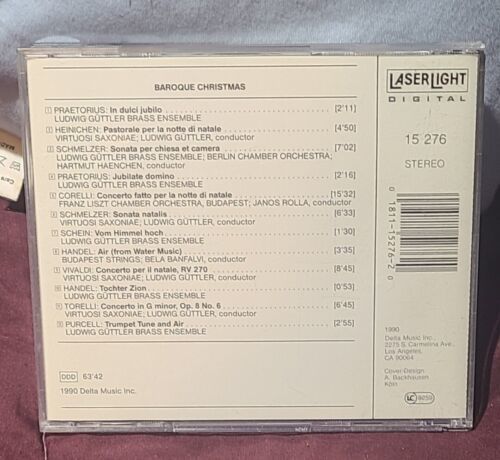 BAROQUE CHRISTMAS
1 PRAETORIUS: In dulci jubilo [2'11]
LUDWIG GÜTTLER BRASS ENSEMBLE
2 HEINICHEN: Pastorale per la notte di natale [4'50]
VIRTUOSI SAXONIAE; LUDWIG GÜTTLER, conductor
3 SCHMELZER: Sonata per chiesa et camera [7'02]
LUDWIG GÜTTLER BRASS ENSEMBLE; BERLIN CHAMBER ORCHESTRA;
HARTMUT HAENCHEN, conductor
4 PRAETORIUS: Jubilate domino [2'16]
LUDWIG GÜTTLER BRASS ENSEMBLE
5 CORELLI: Concerto fatto per la notte di natale [15'32]
FRANZ LISZT CHAMBER ORCHESTRA, BUDAPEST; JANOS ROLLA, conductor
6 SCHMELZER: Sonata natalis [6'33]
VIRTUOSI SAXONIAE; LUDWIG GÜTTLER, conductor
7 SCHEIN: Vom Himmel hoch [1'30]
LUDWIG GÜTTLER BRASS ENSEMBLE
8 HANDEL: Air (from Water Music) [3'35]
BUDAPEST STRINGS; BELA BANFALVI, conductor
9 VIVALDI: Concerto per il natale, RV 270 [8'45]
VIRTUOSI SAXONIAE; LUDWIG GÜTTLER, conductor
10 HANDEL: Tochter Zion [0'53]
LUDWIG GÜTTLER BRASS ENSEMBLE
11 TORELLI: Concerto in G minor, Op. 8 No. 6 [6'45]
VIRTUOSI SAXONIAE; LUDWIG GÜTTLER, conductor
12 PURCELL: Trumpet Tune and Air [2'55]
LUDWIG GÜTTLER BRASS ENSEMBLE
DDD 63'42
1990 Delta Music Inc.
LASERLIGHT
DIGITAL
15 276
STEREO
0 1811-15276-2 0
1990
Delta Music Inc.
2275 S. Carmelina Ave.,
Los Angeles,
CA 90064
Cover-Design:
A. Backhausen
Köln
LC 8059